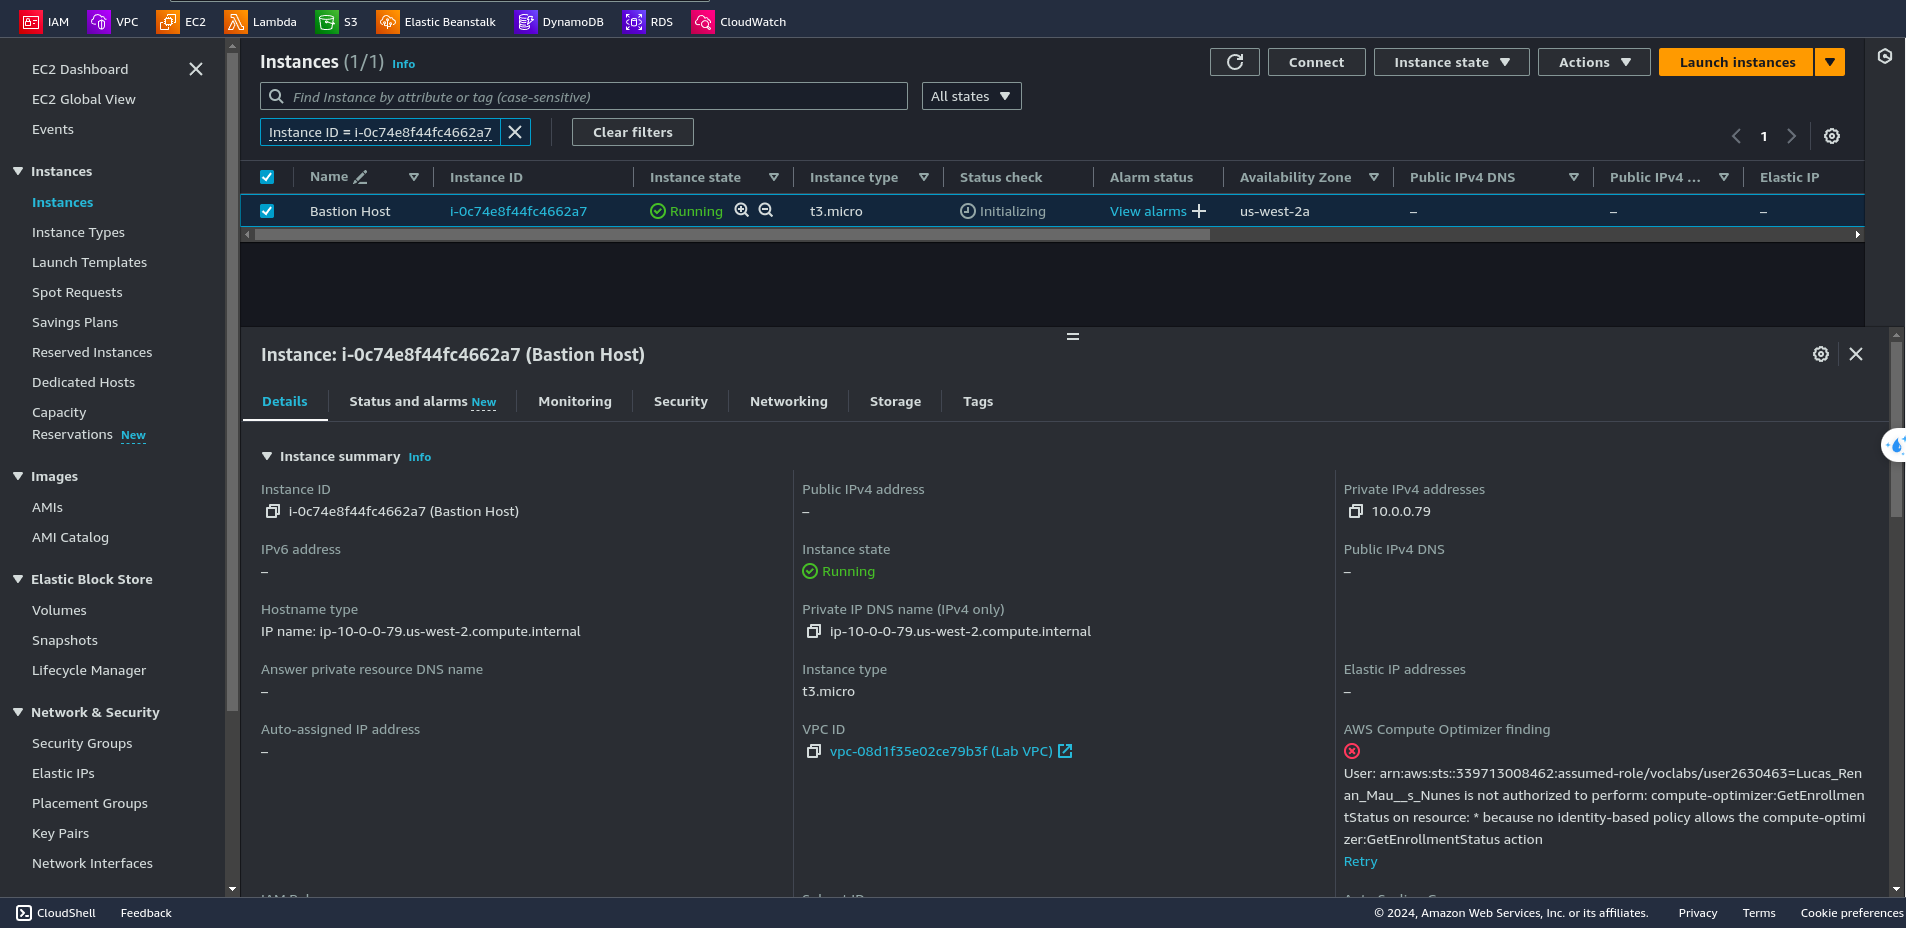 IAM VPC EC2 Lambda S3 Elastic Beanstalk DynamoDB RDS CloudWatch
EC2 Dashboard
EC2 Global View
Events
Instances
Instances
Instance Types
Launch Templates
Spot Requests
Savings Plans
Reserved Instances
Dedicated Hosts
Capacity
Reservations New
Images
AMIs
AMI Catalog
Elastic Block Store
Volumes
Snapshots
Lifecycle Manager
Network & Security
Security Groups
Elastic IPs
Placement Groups
Key Pairs
Network Interfaces
Instances (1/1) Info
Connect Instance state Actions Launch instances
Find Instance by attribute or tag (case-sensitive) All states
Instance ID = i-0c74e8f44fc4662a7 Clear filters
1
Name Instance ID Instance state Instance type Status check Alarm status Availability Zone Public IPv4 DNS Public IPv4 ... Elastic IP
Bastion Host i-0c74e8f44fc4662a7 Running t3.micro Initializing View alarms + us-west-2a – – –
Instance: i-0c74e8f44fc4662a7 (Bastion Host)
Details Status and alarms New Monitoring Security Networking Storage Tags
Instance summary Info
Instance ID
i-0c74e8f44fc4662a7 (Bastion Host)
Public IPv4 address
–
Private IPv4 addresses
10.0.0.79
IPv6 address
–
Instance state
Running
Public IPv4 DNS
–
Hostname type
IP name: ip-10-0-0-79.us-west-2.compute.internal
Private IP DNS name (IPv4 only)
ip-10-0-0-79.us-west-2.compute.internal
Answer private resource DNS name
–
Instance type
t3.micro
Elastic IP addresses
–
Auto-assigned IP address
–
VPC ID
vpc-08d1f35e02ce79b3f (Lab VPC)
AWS Compute Optimizer finding
User: arn:aws:sts::339713008462:assumed-role/voclabs/user2630463=Lucas_Ren
an_Mau__s_Nunes is not authorized to perform: compute-optimizer:GetEnrollmen
tStatus on resource: * because no identity-based policy allows the compute-optimi
zer:GetEnrollmentStatus action
Retry
CloudShell Feedback © 2024, Amazon Web Services, Inc. or its affiliates. Privacy Terms Cookie preferences